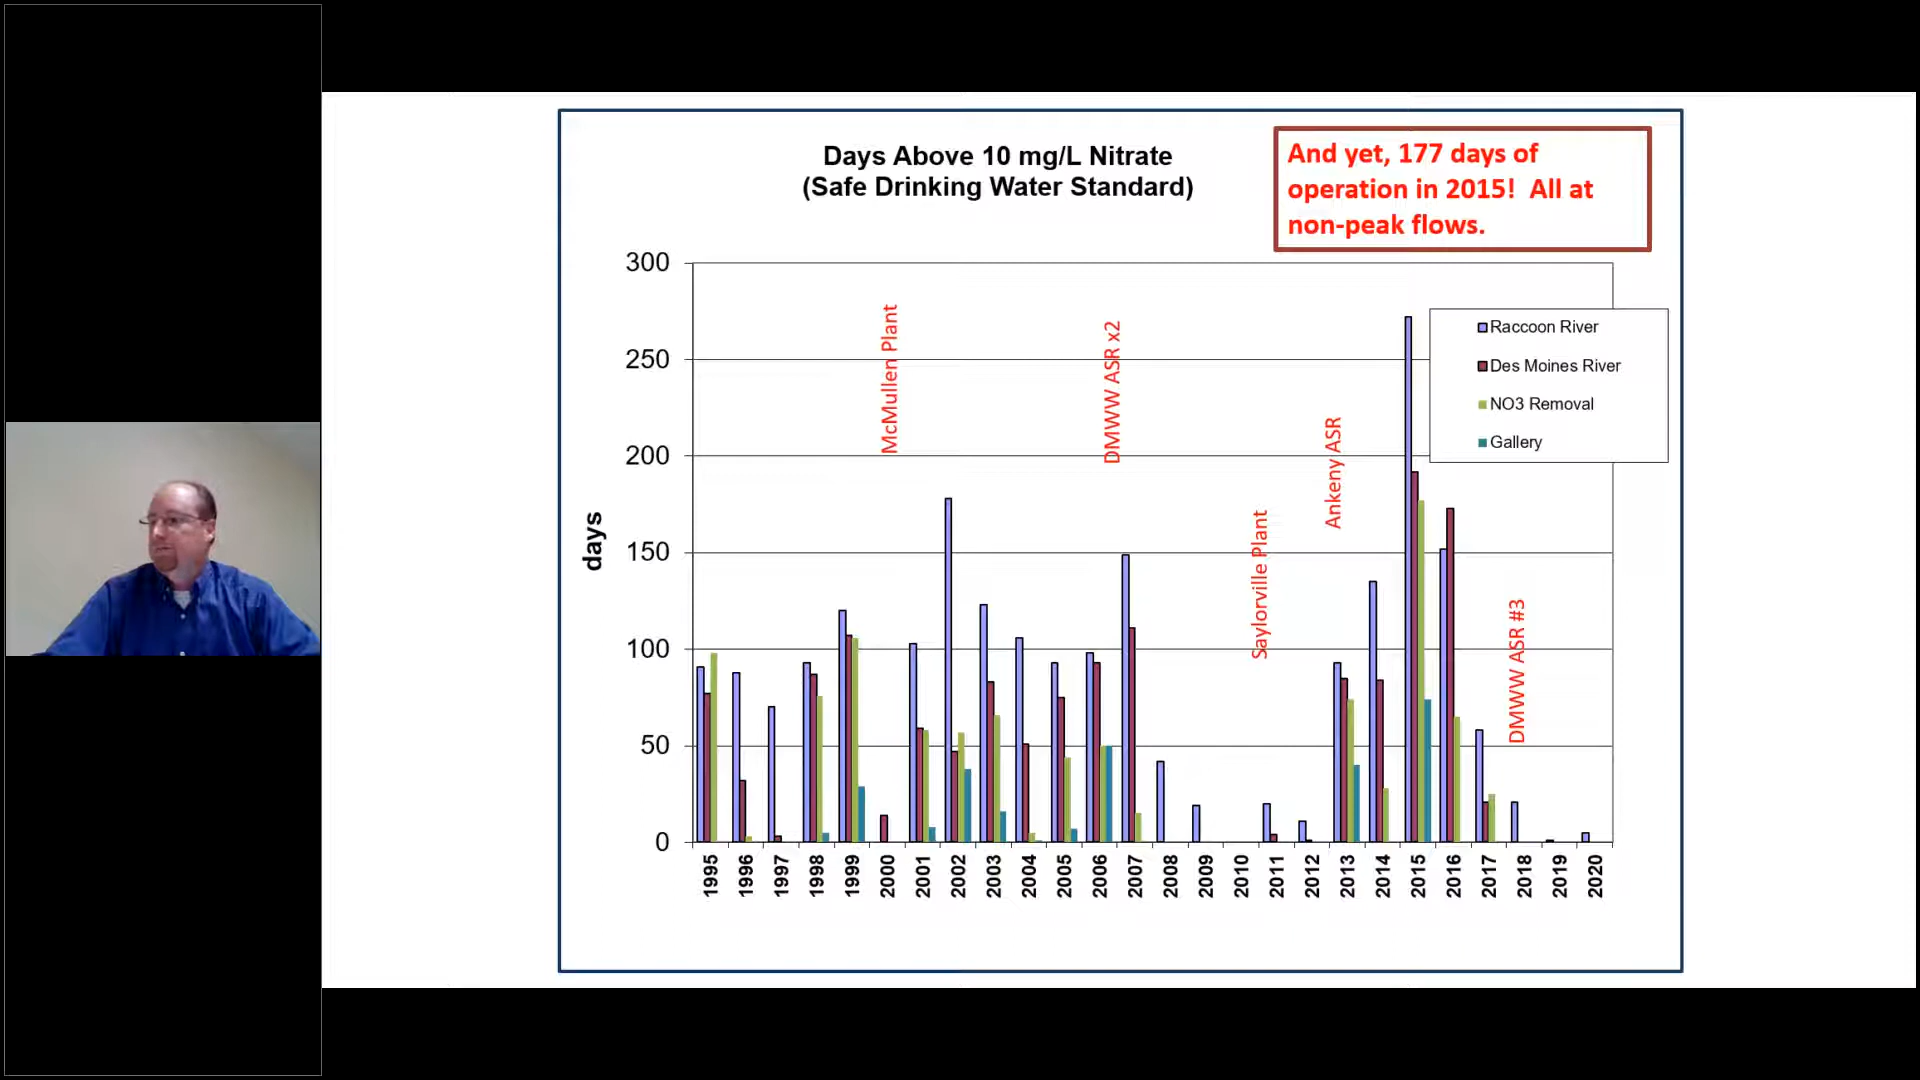 Days Above 10 mg/L Nitrate
(Safe Drinking Water Standard)
And yet, 177 days of
operation in 2015!  All at
non-peak flows.
300
250
200
150
100
50
0
days
McMullen Plant
DMWW ASR x2
Saylorville Plant
Ankeny ASR
DMWW ASR #3
Raccoon River
Des Moines River
NO3 Removal
Gallery
1995
1996
1997
1998
1999
2000
2001
2002
2003
2004
2005
2006
2007
2008
2009
2010
2011
2012
2013
2014
2015
2016
2017
2018
2019
2020